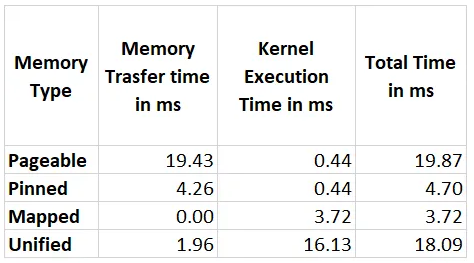 Memory Type Memory Trasfer time in ms Kernel Execution Time in ms Total Time in ms
Pageable 19.43 0.44 19.87
Pinned 4.26 0.44 4.70
Mapped 0.00 3.72 3.72
Unified 1.96 16.13 18.09